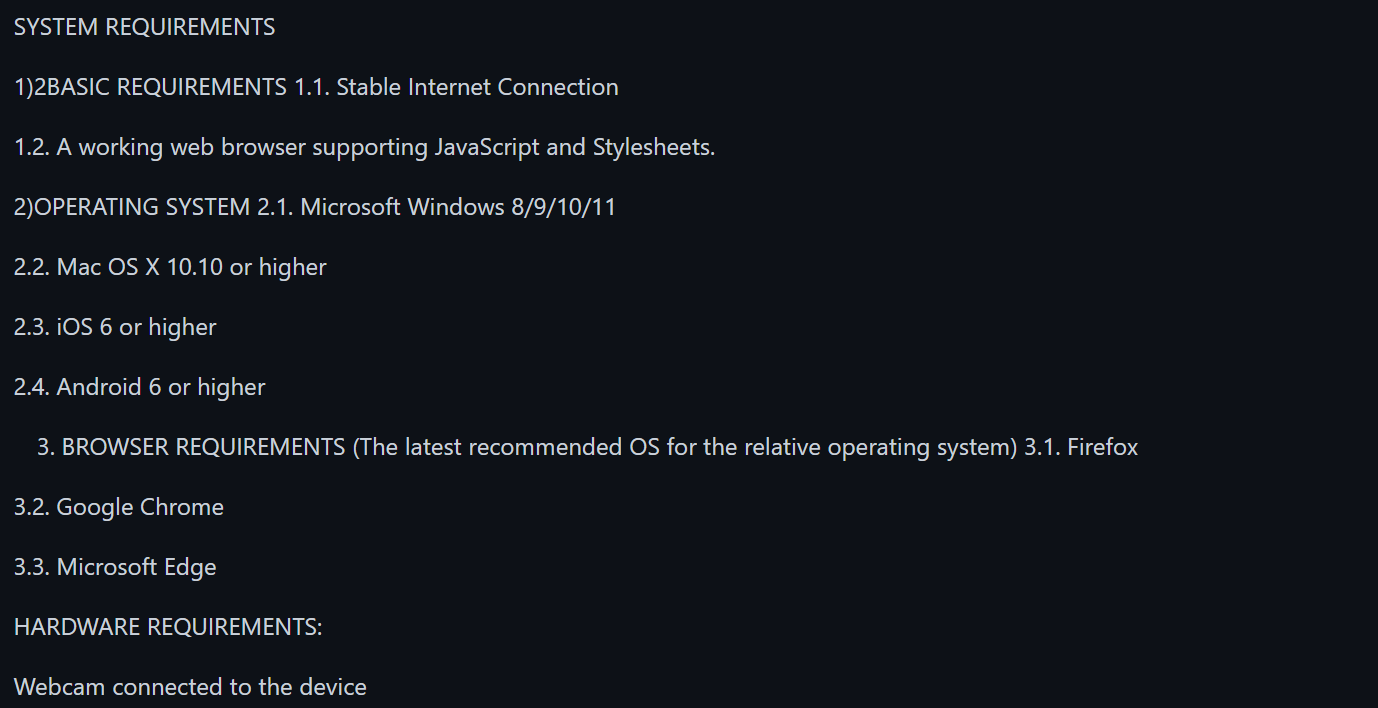 SYSTEM REQUIREMENTS
1)2BASIC REQUIREMENTS 1.1. Stable Internet Connection
1.2. A working web browser supporting JavaScript and Stylesheets.
2)OPERATING SYSTEM 2.1. Microsoft Windows 8/9/10/11
2.2. Mac OS X 10.10 or higher
2.3. iOS 6 or higher
2.4. Android 6 or higher
3. BROWSER REQUIREMENTS (The latest recommended OS for the relative operating system) 3.1. Firefox
3.2. Google Chrome
3.3. Microsoft Edge
HARDWARE REQUIREMENTS:
Webcam connected to the device